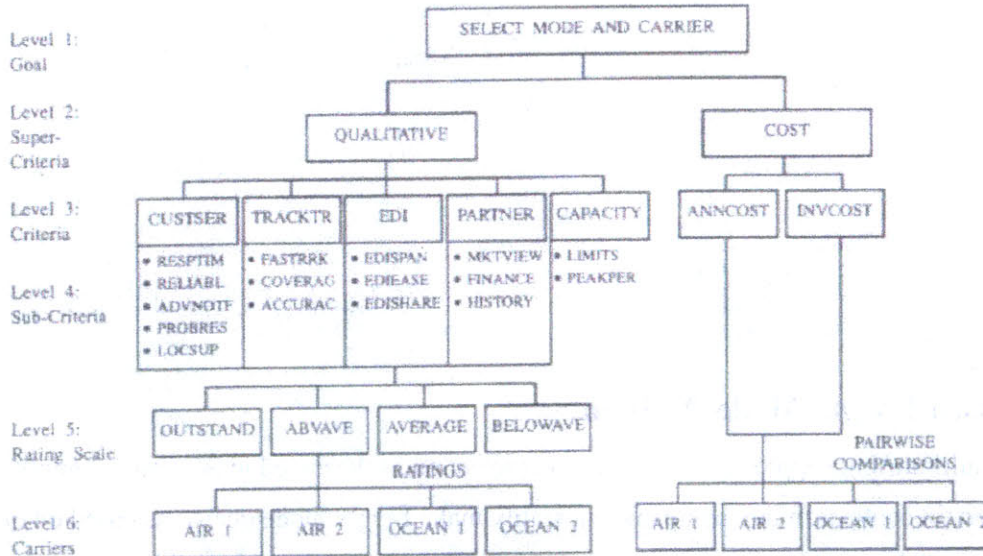 SELECT MODE AND CARRIER
Level 1:
Goal
Level 2:
Super-
Criteria
QUALITATIVE
COST
Level 3:
Criteria
CUSTSER
TRACKTR
EDI
PARTNER
CAPACITY
ANNCOST
INVCOST
Level 4:
Sub-Criteria
• RESPTIM
• RELIABL
• ADVNOTF
• PROBRES
• LOCSUP
• FASTRRK
• COVERAG
• ACCURAC
• EDISPAN
• EDIEASE
• EDISHARE
• MKTVIEW
• FINANCE
• HISTORY
• LIMITS
• PEAKPER
Level 5:
Rating Scale
OUTSTAND
ABVAVE
AVERAGE
BELOWAVE
RATINGS
PAIRWISE
COMPARISONS
Level 6:
Carriers
AIR 1
AIR 2
OCEAN 1
OCEAN 2
AIR 1
AIR 2
OCEAN 1
OCEAN 2